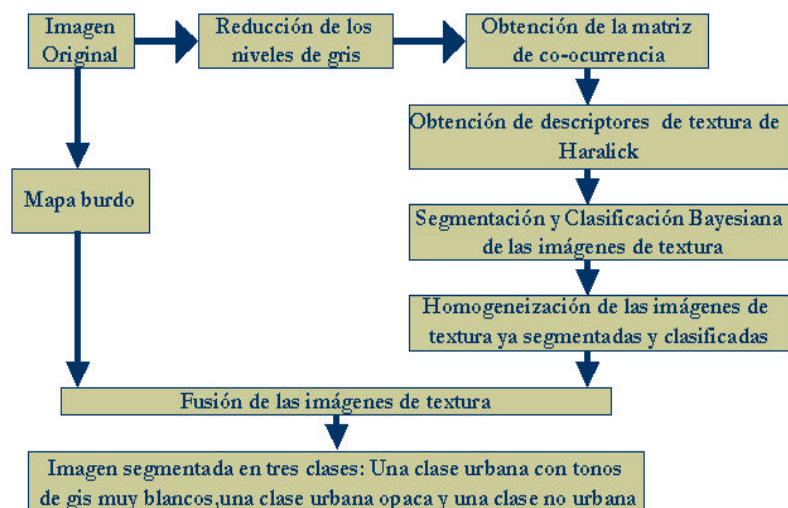 Imagen
Original
Reducción de los
niveles de gris
Obtención de la matriz
de co-ocurrencia
Obtención de descriptores de textura de
Haralick
Mapa burdo
Segmentación y Clasificación Bayesiana
de las imágenes de textura
Homogeneización de las imágenes de
textura ya segmentadas y clasificadas
Fusión de las imágenes de textura
Imagen segmentada en tres clases: Una clase urbana con tonos
de gis muy blancos,una clase urbana opaca y una clase no urbana